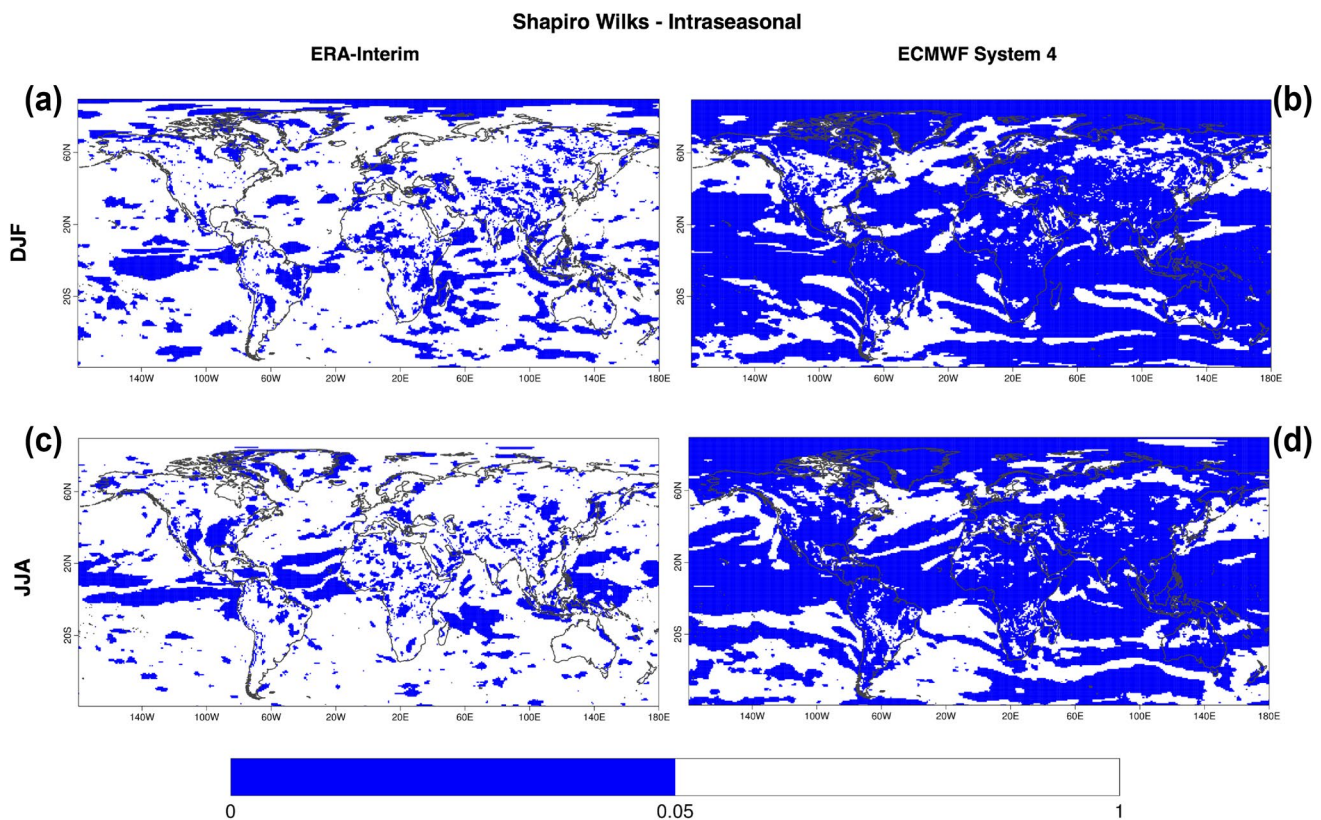 Shapiro Wilks - Intraseasonal
ERA-Interim
ECMWF System 4
(a)
(b)
DJF
60N
20N
20S
140W 100W 60W 20W 20E 60E 100E 140E 180E
60N
20N
20S
140W 100W 60W 20W 20E 60E 100E 140E 180E
(c)
(d)
JJA
60N
20N
20S
140W 100W 60W 20W 20E 60E 100E 140E 180E
60N
20N
20S
140W 100W 60W 20W 20E 60E 100E 140E 180E
0 0.05 1